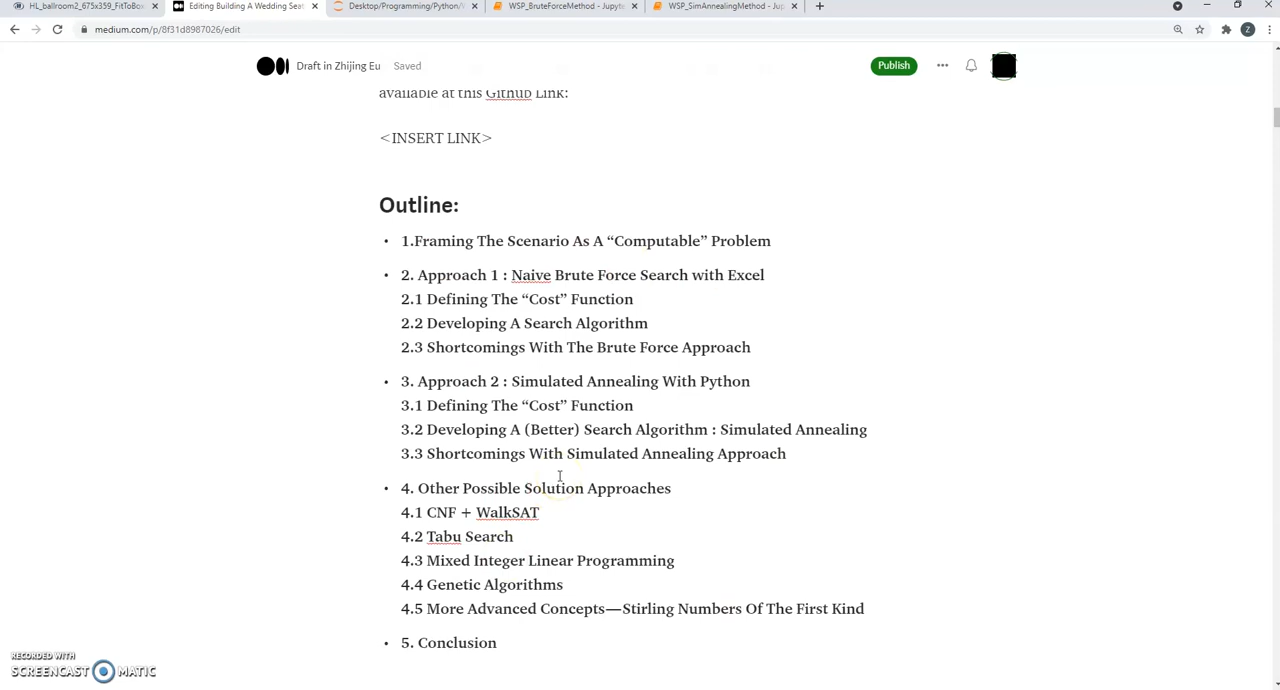 HL_ballroom2_675x359_FitToBo
Editing Building A Wedding Seat
Desktop/Programming/Python/
WSP_BruteForceMethod - Jupyte
WSP_SimAnnealingMethod - Jup
medium.com/p/8f31d8987026/edit
Z
Draft in Zhijing Eu
Saved
Publish
available at this Github Link:
<INSERT LINK>
Outline:
• 1.Framing The Scenario As A “Computable” Problem
• 2. Approach 1 : Naive Brute Force Search with Excel
2.1 Defining The “Cost” Function
2.2 Developing A Search Algorithm
2.3 Shortcomings With The Brute Force Approach
• 3. Approach 2 : Simulated Annealing With Python
3.1 Defining The “Cost” Function
3.2 Developing A (Better) Search Algorithm : Simulated Annealing
3.3 Shortcomings With Simulated Annealing Approach
• 4. Other Possible Solution Approaches
4.1 CNF + WalkSAT
4.2 Tabu Search
4.3 Mixed Integer Linear Programming
4.4 Genetic Algorithms
4.5 More Advanced Concepts—Stirling Numbers Of The First Kind
• 5. Conclusion
RECORDED WITH
SCREENCAST MATIC